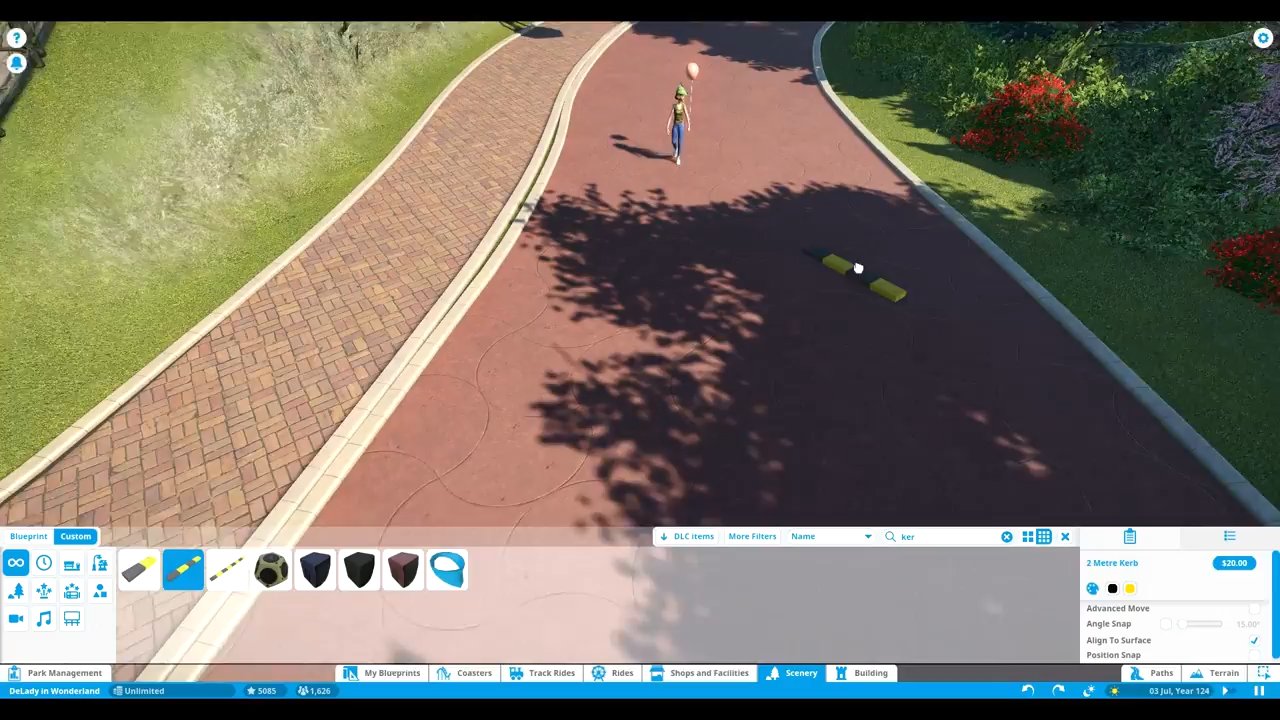 ?
Blueprint Custom
DLC items More Filters Name ker
2 Metre Kerb $20.00
Advanced Move
Angle Snap 15.00°
Align To Surface
Position Snap
Park Management My Blueprints Coasters Track Rides Rides Shops and Facilities Scenery Building Paths Terrain
DeLady in Wonderland Unlimited 5085 1,626 03 Jul, Year 124